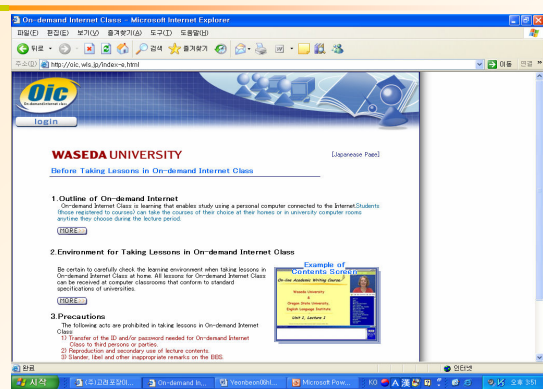 On-demand Internet Class - Microsoft Internet Explorer
파일(F) 편집(E) 보기(V) 즐겨찾기(A) 도구(T) 도움말(H)
뒤로 검색 즐겨찾기
주소(D) http://oic.wls.jp/index-e.html 이동 연결 »
Oic
On-demand Internet class
login
WASEDA UNIVERSITY
[Japanease Page]
Before Taking Lessons in On-demand Internet Class
1.Outline of On-demand Internet
On-demand Internet Class is learning that enables study using a personal computer connected to the Internet.Students
(those registered to courses) can take the courses of their choice at their homes or in university computer rooms
anytime they choose during the lecture period.
MORE
2.Environment for Taking Lessons in On-demand Internet Class
Be certain to carefully check the learning environment when taking lessons in
On-demand Internet Class at home. All lessons for On-demand Internet Class
can be received at computer classrooms that conform to standard
specifications of universities.
MORE
Example of
Contents Screen
On-line Academic Writing Course
Waseda University
&
Oregon State University,
English Language Institute
Unit 1, Lecture 1
3.Precautions
The following acts are prohibited in taking lessons in On-demand Internet
Class
1) Transfer of the ID and/or password needed for On-demand Internet
Class to third persons or parties.
2) Reproduction and secondary use of lecture contents.
3) Slander, libel and other inappropriate remarks on the BBS.
완료 인터넷
시작 On-demand In... Microsoft Pow... KO A 漢 오후 3:51